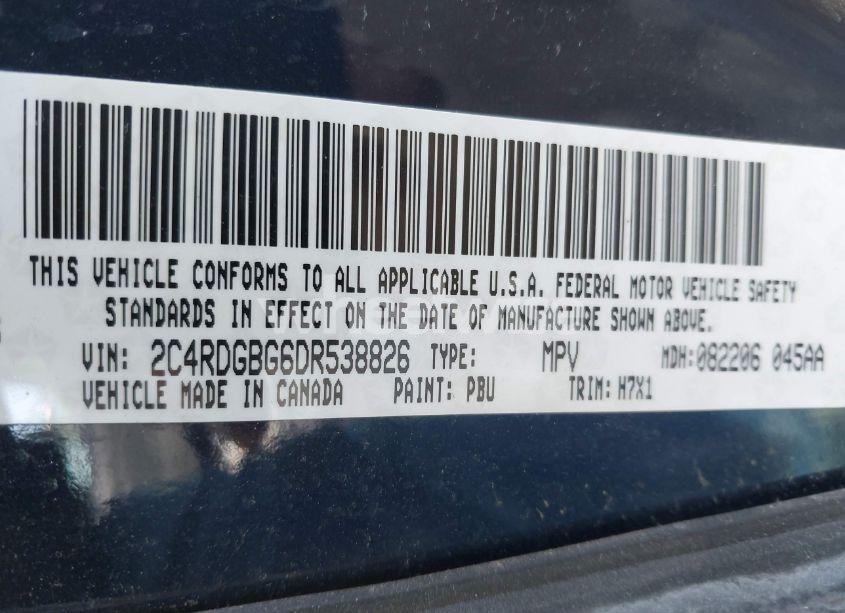 THIS VEHICLE CONFORMS TO ALL APPLICABLE U.S.A. FEDERAL MOTOR VEHICLE SAFETY
STANDARDS IN EFFECT ON THE DATE OF MANUFACTURE SHOWN ABOVE.
VIN: 2C4RDGBG6DR538826 TYPE: MPV MDH:082206 045AA
VEHICLE MADE IN CANADA PAINT: PBU TRIM: H7X1